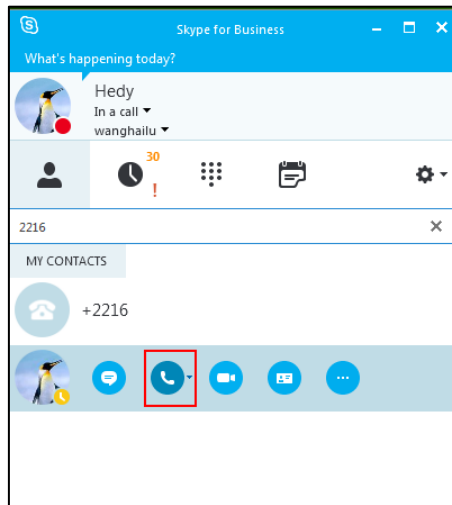 Skype for Business
What's happening today?
Hedy
In a call
wanghailu
30
!
2216
MY CONTACTS
+2216